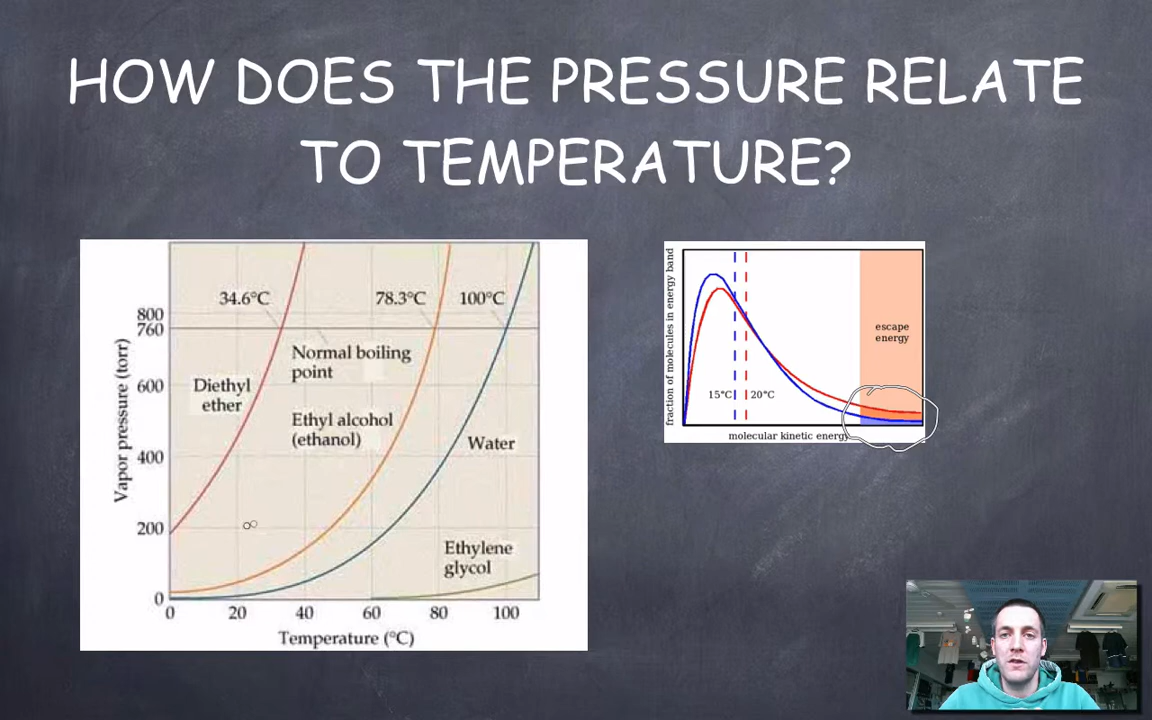 HOW DOES THE PRESSURE RELATE
TO TEMPERATURE?
34.6°C
78.3°C
100°C
800
760
600
400
200
0
Vapor pressure (torr)
Normal boiling
point
Diethyl
ether
Ethyl alcohol
(ethanol)
Water
Ethylene
glycol
0
20
40
60
80
100
Temperature (°C)
fraction of molecules in energy band
escape
energy
15°C
20°C
molecular kinetic energy